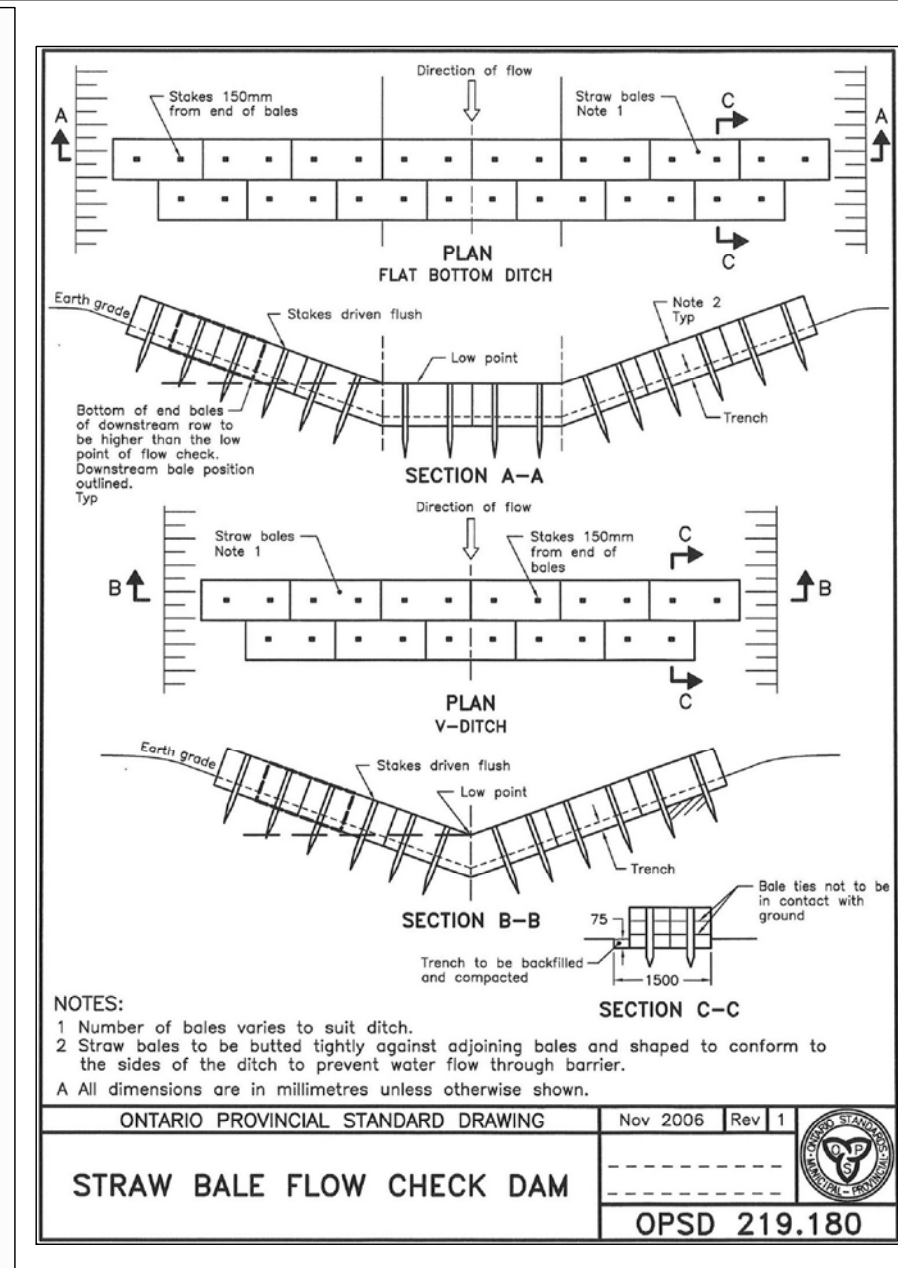 Direction of flow
Stakes 150mm
from end of bales
Straw bales
Note 1
C
A
A
C
PLAN
FLAT BOTTOM DITCH
Earth grade
Stakes driven flush
Note 2
Typ
Low point
Trench
Bottom of end bales
of downstream row to
be higher than the low
point of flow check.
Downstream bale position
outlined.
Typ
SECTION A-A
Direction of flow
Straw bales
Note 1
Stakes 150mm
from end of
bales
C
B
B
C
PLAN
V-DITCH
Earth grade
Stakes driven flush
Low point
Trench
SECTION B-B
Bale ties not to be
in contact with
ground
75
Trench to be backfilled
and compacted
1500
SECTION C-C
NOTES:
1 Number of bales varies to suit ditch.
2 Straw bales to be butted tightly against adjoining bales and shaped to conform to
the sides of the ditch to prevent water flow through barrier.
A All dimensions are in millimetres unless otherwise shown.
ONTARIO PROVINCIAL STANDARD DRAWING
Nov 2006 Rev 1
STRAW BALE FLOW CHECK DAM
ONTARIO STANDARDS
MUNICIPAL-PROVINCIAL
OPS
OPSD 219.180